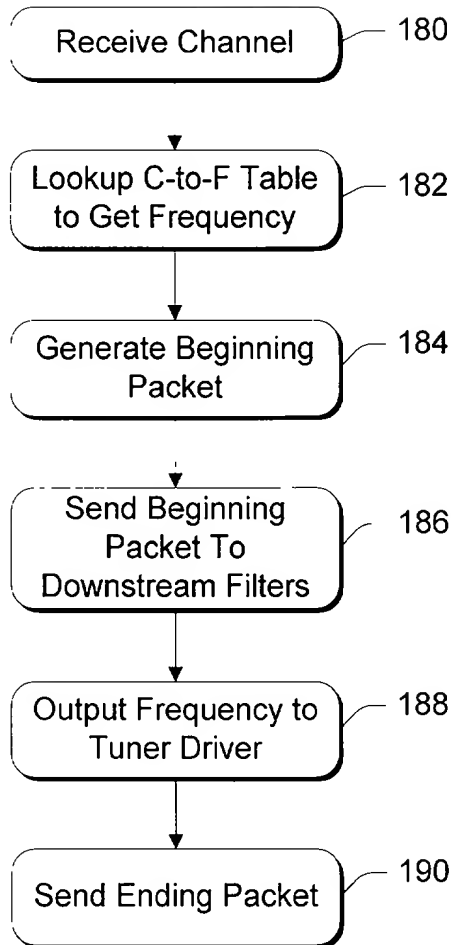 Receive Channel
180
Lookup C-to-F Table
to Get Frequency
182
Generate Beginning
Packet
184
Send Beginning
Packet To
Downstream Filters
186
Output Frequency to
Tuner Driver
188
Send Ending Packet
190